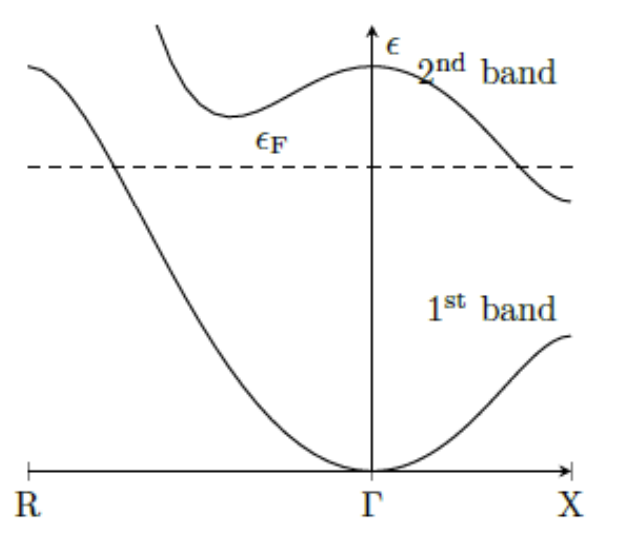 ϵ
2nd band
ϵF
1st band
R Γ X